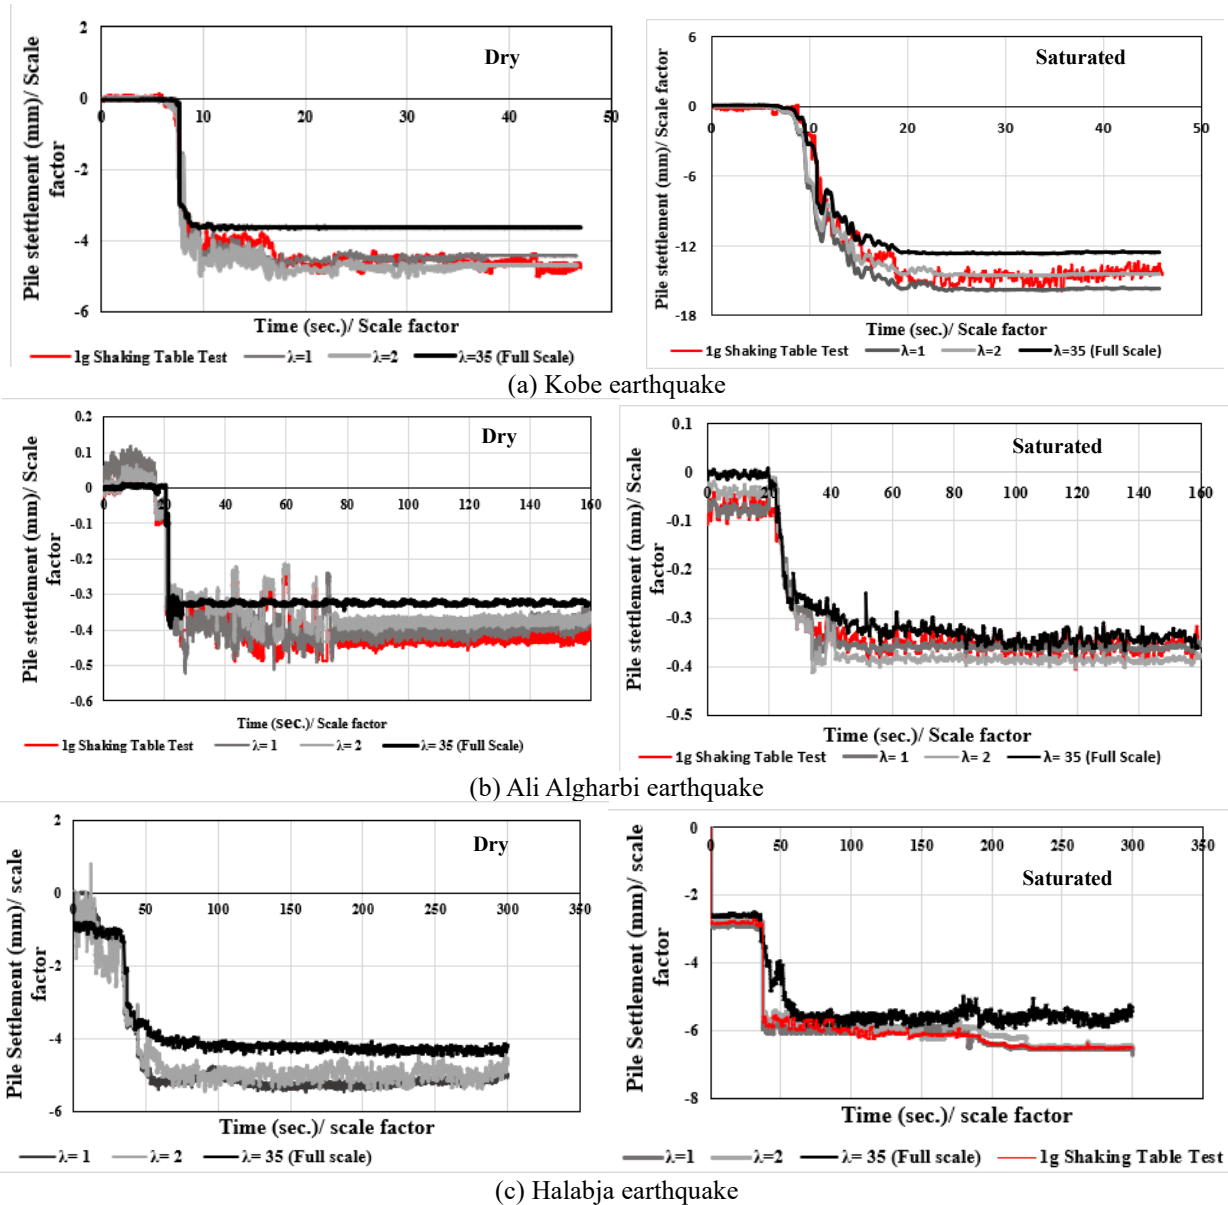 Dry
Pile stettlement (mm)/ Scale
factor
2
0
-2
-4
-6
0
10
20
30
40
50
Time (sec.)/ Scale factor
1g Shaking Table Test
λ=1
λ=2
λ=35 (Full Scale)
Saturated
Pile stettlement (mm)/ Scale factor
6
0
-6
-12
-18
0
10
20
30
40
50
Time (sec.)/ Scale factor
1g Shaking Table Test
λ=1
λ=2
λ=35 (Full Scale)
(a) Kobe earthquake
Dry
Pile stettlement (mm)/ Scale
factor
0.2
0.1
0
-0.1
-0.2
-0.3
-0.4
-0.5
-0.6
0
20
40
60
80
100
120
140
160
Time (sec.)/ Scale factor
1g Shaking Table Test
λ= 1
λ= 2
λ= 35 (Full Scale)
Saturated
Pile stettlement (mm)/ Scale
factor
0.1
0
-0.1
-0.2
-0.3
-0.4
-0.5
0
20
40
60
80
100
120
140
160
Time (sec.)/ Scale factor
1g Shaking Table Test
λ= 1
λ= 2
λ= 35 (Full Scale)
(b) Ali Algharbi earthquake
Dry
Pile Settlement (mm)/ scale
factor
2
0
-2
-4
-6
0
50
100
150
200
250
300
350
Time (sec.)/ scale factor
λ= 1
λ= 2
λ= 35 (Full scale)
Saturated
Pile Settlement (mm)/ scale
factor
0
-2
-4
-6
-8
0
50
100
150
200
250
300
350
Time (sec.)/ scale factor
λ=1
λ=2
λ= 35 (Full scale)
1g Shaking Table Test
(c) Halabja earthquake